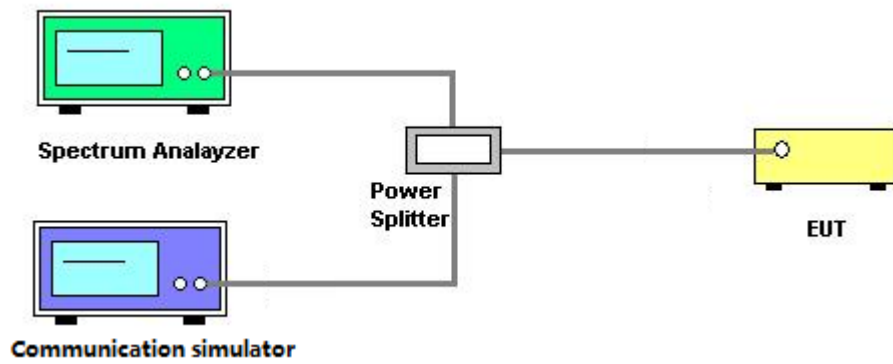 Spectrum Analayzer
Power
Splitter
EUT
Communication simulator